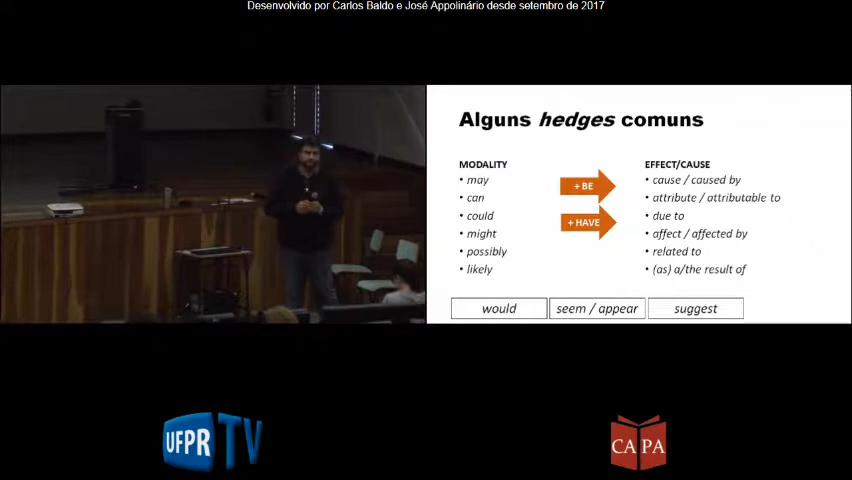 Desenvolvido por Carlos Baldo e José Appolinário desde setembro de 2017
Alguns hedges comuns
MODALITY
• may
• can
• could
• might
• possibly
• likely
+ BE
+ HAVE
EFFECT/CAUSE
• cause / caused by
• attribute / attributable to
• due to
• affect / affected by
• related to
• (as) a/the result of
would
seem / appear
suggest
UFPR TV
CAPA